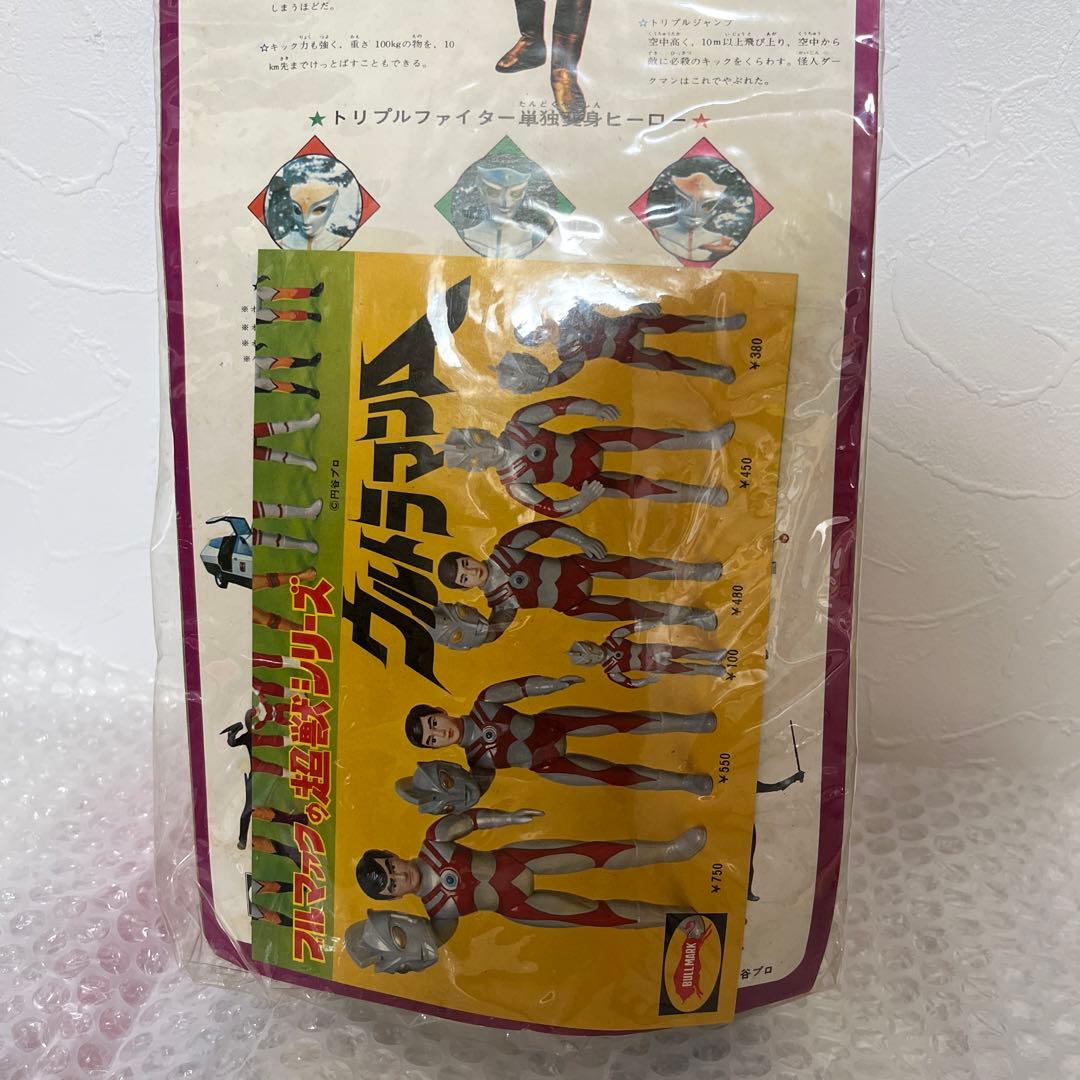 しまうほどだ。
☆キック力も強く、重さ100kgの物を、10
km先までけっとばすこともできる。
☆トリプルジャンプ
空中高く、10m以上飛び上り、空中から
敵に必殺のキックをくらわす。怪人ダー
クマンはこれでやぶれた。
★トリプルファイター単独変身ヒーロー★
ブルマァクの超獣シリーズ
©円谷プロ
ウルトラマンA
¥380
¥450
¥480
¥100
¥550
¥750
BULLMARK
谷プロ